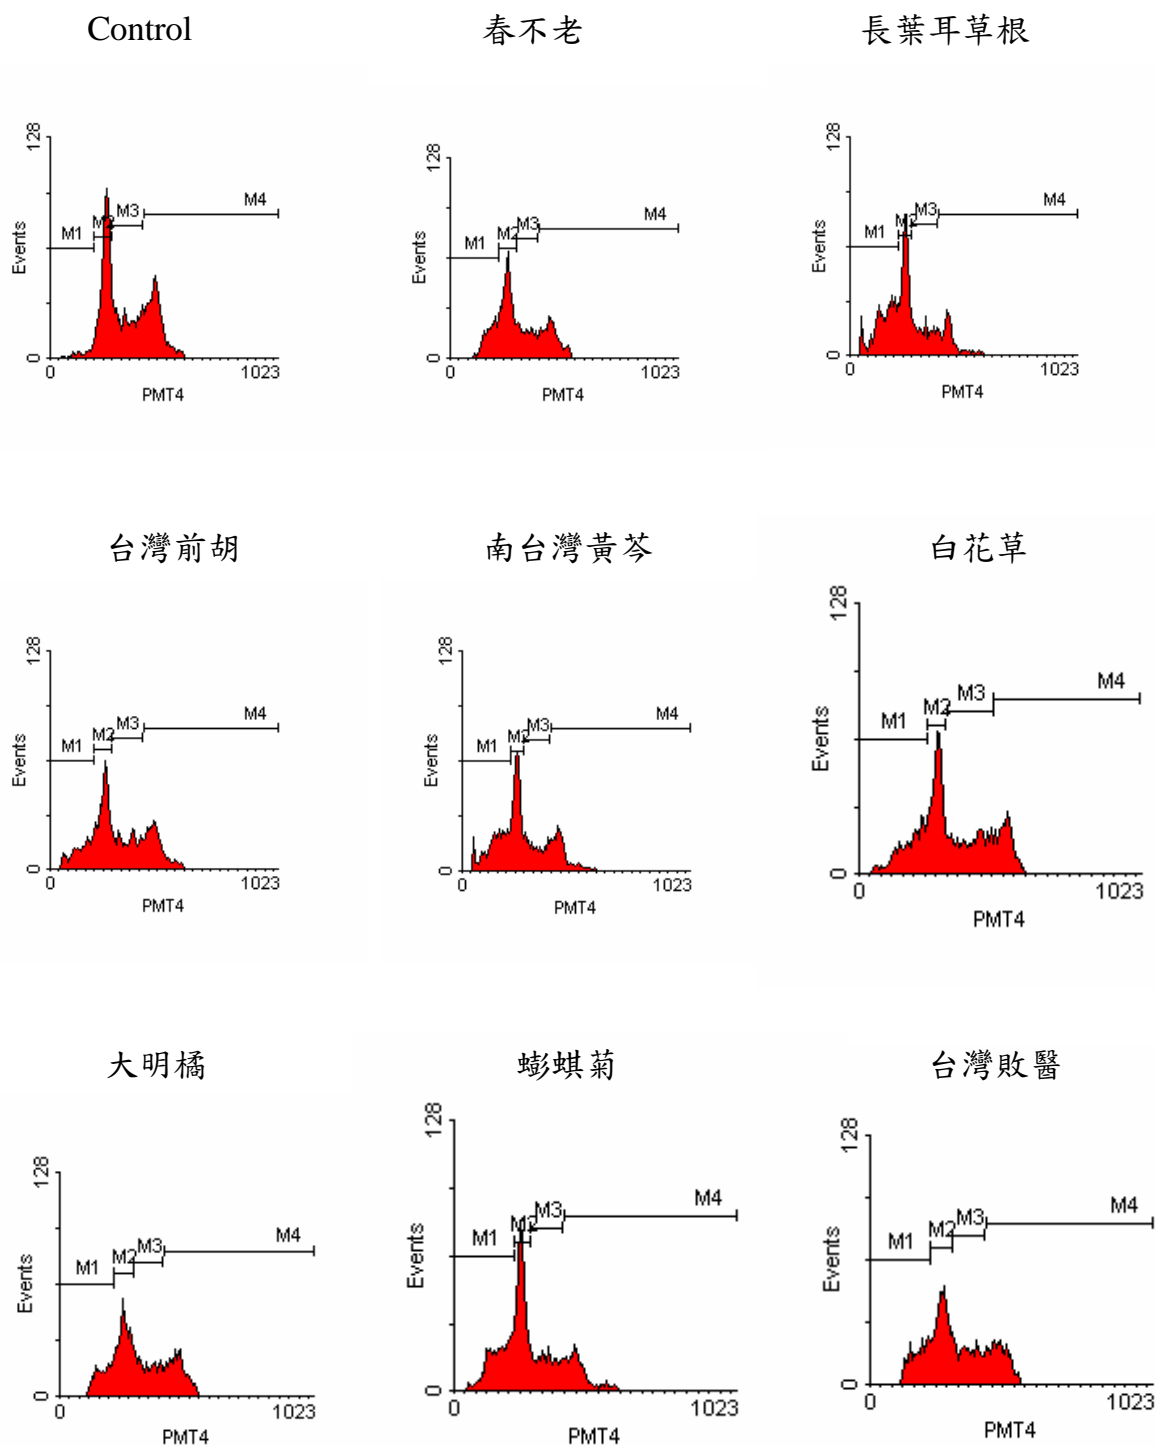 Control 春不老 長葉耳草根
128 128 128
M4 M4 M4
M3 M3 M3
M1 M2 M1 M2
M1
Events Events Events
0 0 0
0 1023 0 1023 0 1023
PMT4 PMT4 PMT4
台灣前胡 南台灣黃芩 白花草
128 128 128
M1 M2 M3 M4 M1 M2 M3 M4 M1 M2 M3 M4
Events Events Events
0 0 0
0 1023 0 1023 0 1023
PMT4 PMT4 PMT4
大明橘 蟛蜞菊 台灣敗醫
128 128 128
M1 M2 M3 M4 M1 M3 M4 M1 M2 M3 M4
Events Events Events
0 0 0
0 1023 0 1023 0 1023
PMT4 PMT4 PMT4